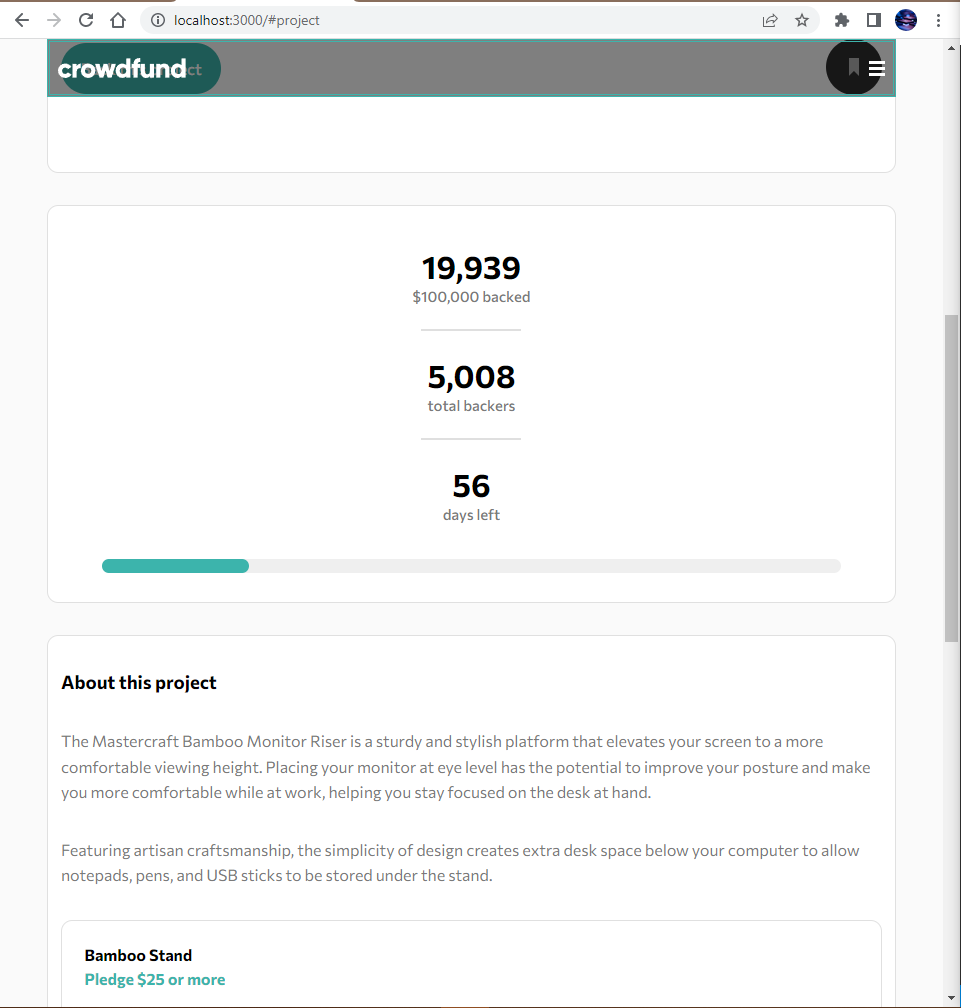 localhost:3000/#project
crowdfund
19,939
$100,000 backed
5,008
total backers
56
days left
About this project
The Mastercraft Bamboo Monitor Riser is a sturdy and stylish platform that elevates your screen to a more
comfortable viewing height. Placing your monitor at eye level has the potential to improve your posture and make
you more comfortable while at work, helping you stay focused on the desk at hand.
Featuring artisan craftsmanship, the simplicity of design creates extra desk space below your computer to allow
notepads, pens, and USB sticks to be stored under the stand.
Bamboo Stand
Pledge $25 or more